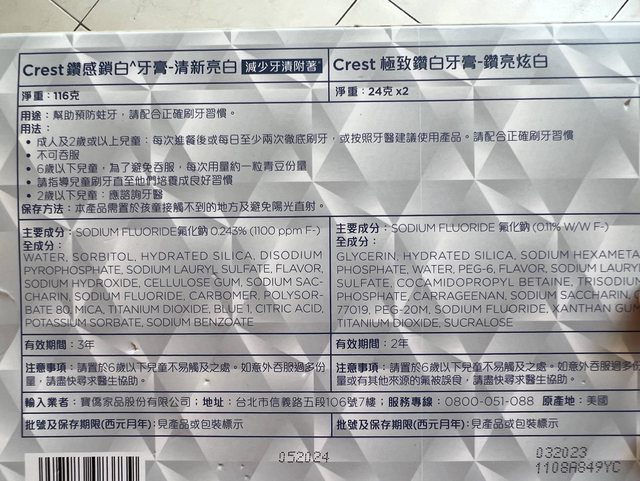 Crest 鑽感鎖白^牙膏-清新亮白 減少牙漬附著*
Crest 極致鑽白牙膏-鑽亮炫白
淨重：116克
淨重：24克 x2
用途：幫助預防蛀牙，請配合正確刷牙習慣。
用法：
• 成人及2歲或以上兒童：每次進餐後或每日至少兩次徹底刷牙，或按照牙醫建議使用產品。請配合正確刷牙習慣
• 不可吞服
• 6歲以下兒童，為了避免吞服，每次用量約一粒青豆份量
• 請指導兒童刷牙直至他們培養成良好習慣
• 2歲以下兒童：應諮詢牙醫
保存方法：本產品需置於孩童接觸不到的地方及避免陽光直射。
主要成分：SODIUM FLUORIDE氟化鈉 0.243% (1100 ppm F-)
全成分：
WATER, SORBITOL, HYDRATED SILICA, DISODIUM
PYROPHOSPHATE, SODIUM LAURYL SULFATE, FLAVOR,
SODIUM HYDROXIDE, CELLULOSE GUM, SODIUM SAC-
CHARIN, SODIUM FLUORIDE, CARBOMER, POLYSOR-
BATE 80, MICA, TITANIUM DIOXIDE, BLUE 1, CITRIC ACID,
POTASSIUM SORBATE, SODIUM BENZOATE
主要成分：SODIUM FLUORIDE 氟化鈉 (0.11% W/W F-)
全成分：
GLYCERIN, HYDRATED SILICA, SODIUM HEXAMETA
PHOSPHATE, WATER, PEG-6, FLAVOR, SODIUM LAURY
SULFATE, COCAMIDOPROPYL BETAINE, TRISODIU
PHOSPHATE, CARRAGEENAN, SODIUM SACCHARIN,
77019, PEG-20M, SODIUM FLUORIDE, XANTHAN GUM
TITANIUM DIOXIDE, SUCRALOSE
有效期間：3年
有效期間：2年
注意事項：請置於6歲以下兒童不易觸及之處。如意外吞服過多份
量，請盡快尋求醫生協助。
注意事項：請置於6歲以下兒童不易觸及之處。如意外吞服過多份
量或有其他來源的氟被誤食，請盡快尋求醫生協助。
輸入業者：寶僑家品股份有限公司；地址：台北市信義路五段106號7樓；服務專線：0800-051-088 原產地：美國
批號及保存期限(西元月年)：見產品或包裝標示
批號及保存期限(西元月年)：見產品或包裝標示
052024
032023
1108A849YC